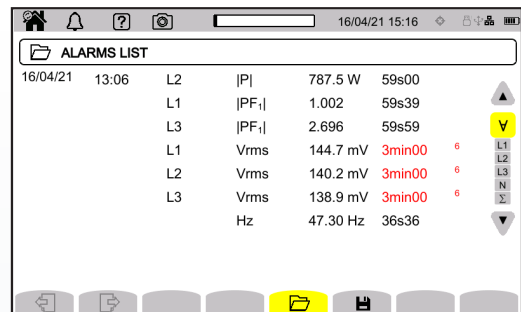 ? 16/04/21 15:16
ALARMS LIST
16/04/21 13:06 L2 |P| 787.5 W 59s00
L1 |PF₁| 1.002 59s39
L3 |PF₁| 2.696 59s59
L1 Vrms 144.7 mV 3min00 6
L2 Vrms 140.2 mV 3min00 6
L3 Vrms 138.9 mV 3min00 6
Hz 47.30 Hz 36s36
∀
L1
L2
L3
N
Σ